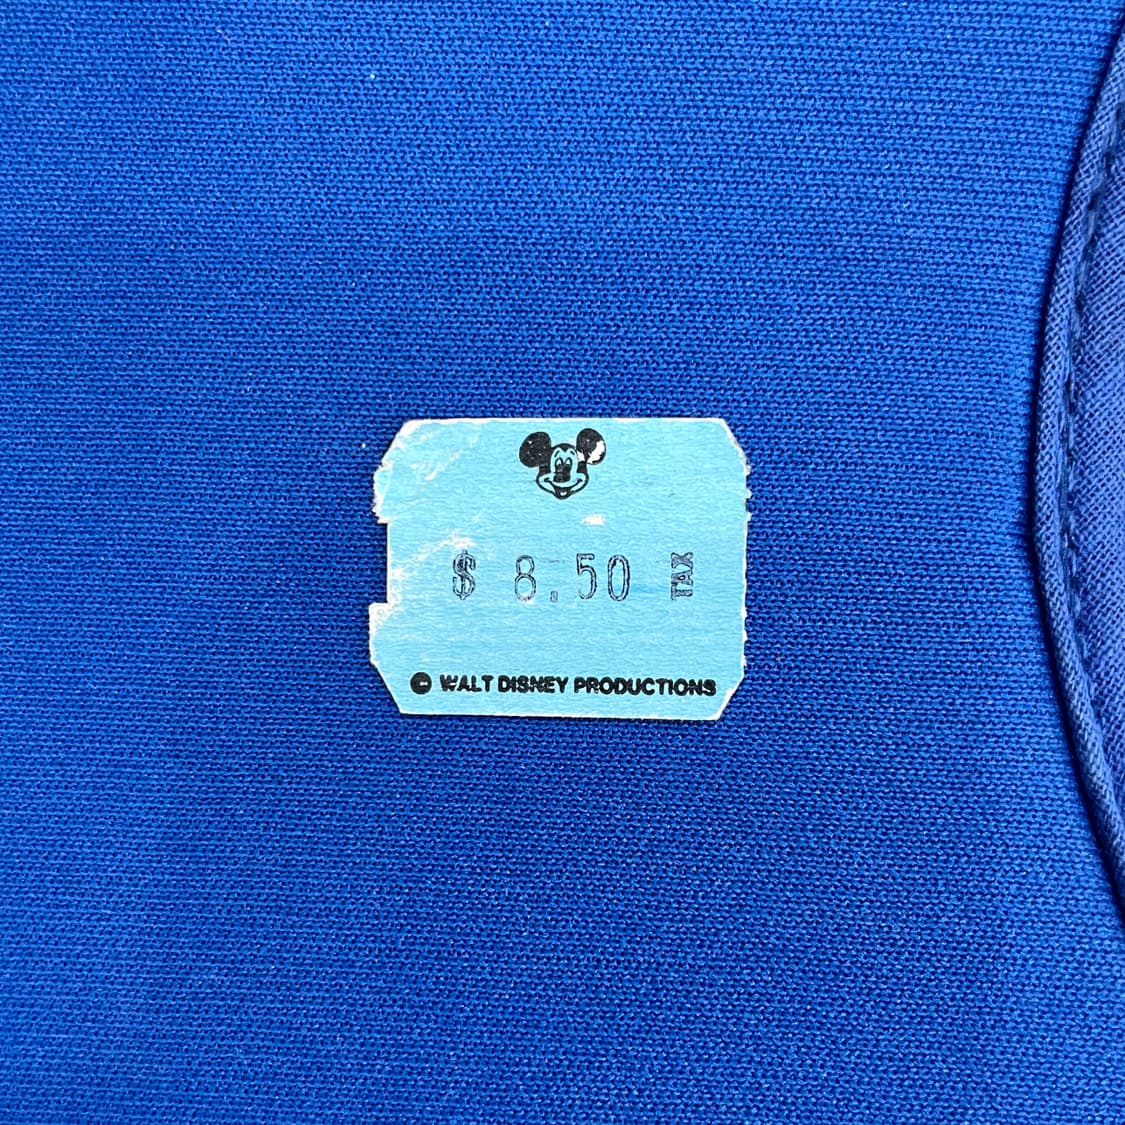 $ 8.50 TAX
© WALT DISNEY PRODUCTIONS